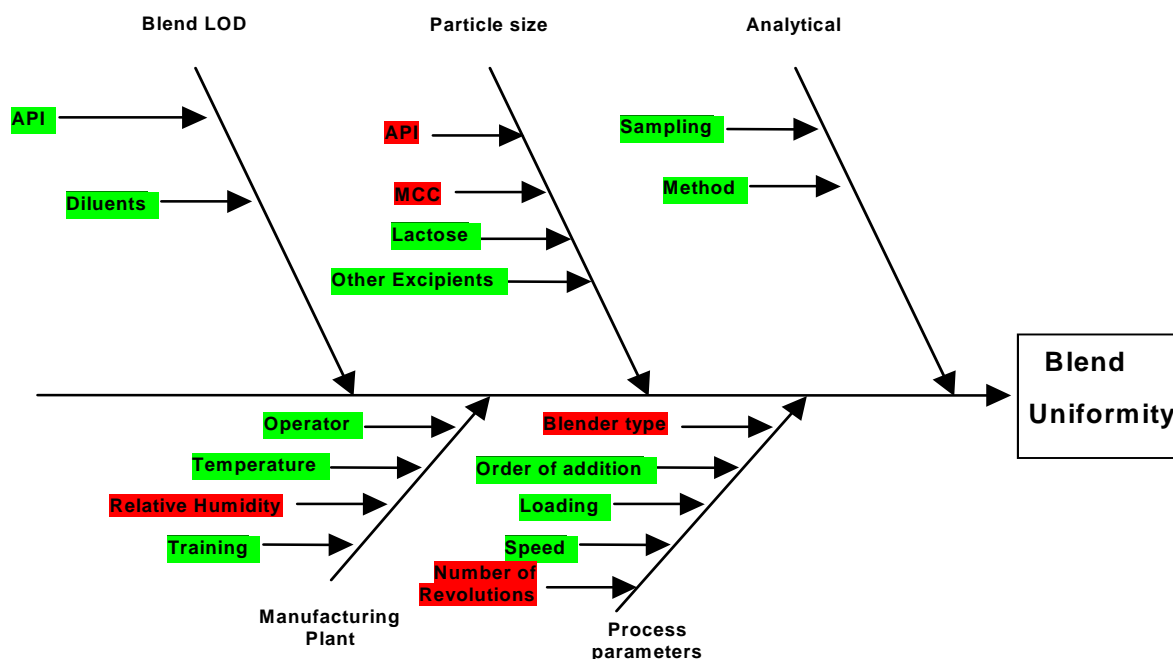 Blend LOD
Particle size
Analytical
API
Diluents
API
MCC
Lactose
Other Excipients
Sampling
Method
Blend
Uniformity
Operator
Temperature
Relative Humidity
Training
Manufacturing
Plant
Blender type
Order of addition
Loading
Speed
Number of
Revolutions
Process
parameters